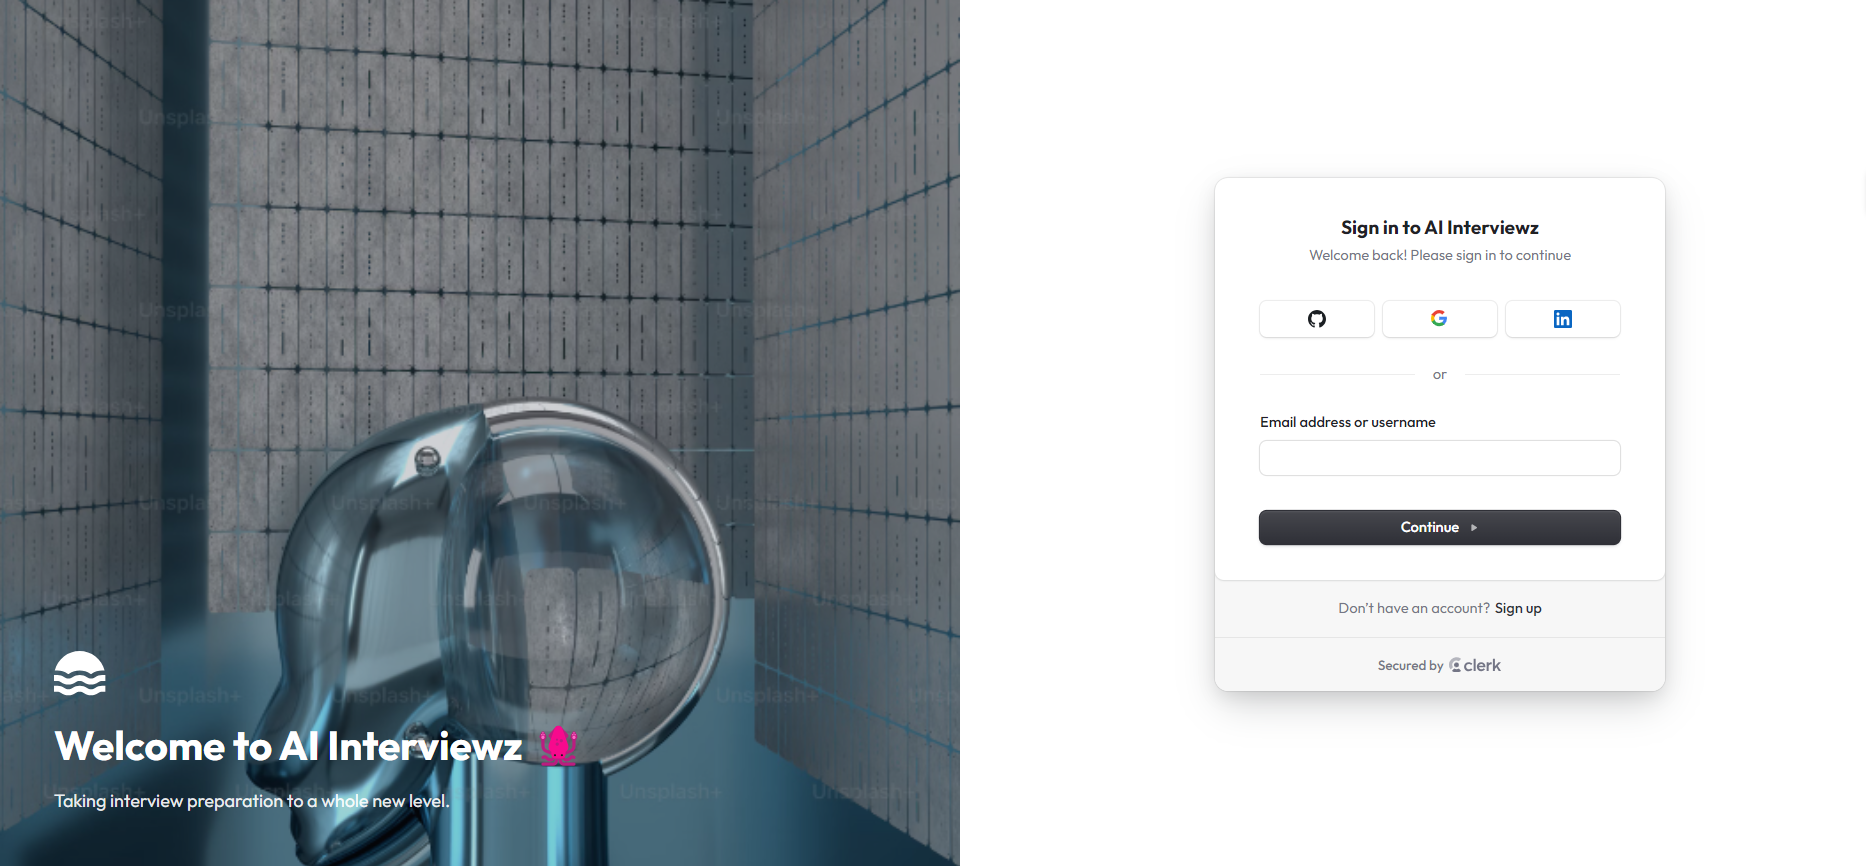 Welcome to AI Interviewz
Taking interview preparation to a whole new level.
Sign in to AI Interviewz
Welcome back! Please sign in to continue
in
or
Email address or username
Continue
Don't have an account? Sign up
Secured by clerk
Unsplash+